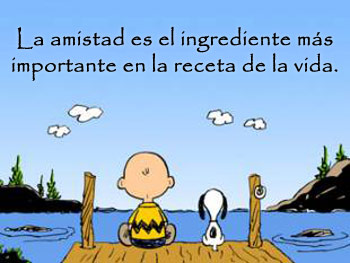 La amistad es el ingrediente más
importante en la receta de la vida.